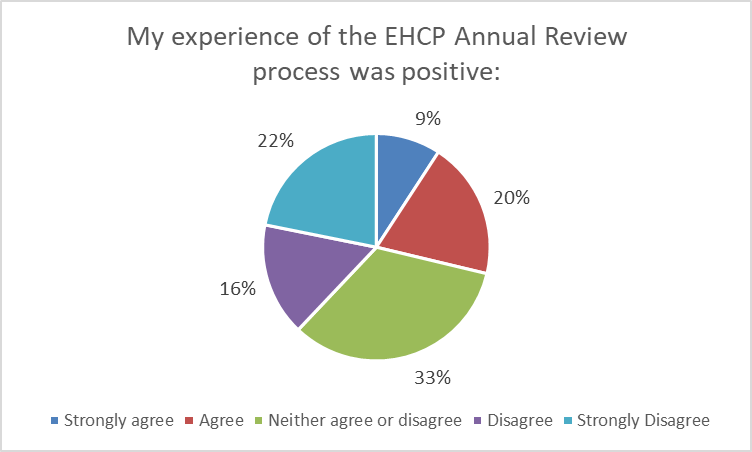 My experience of the EHCP Annual Review
process was positive:
9%
20%
33%
16%
22%
Strongly agree
Agree
Neither agree or disagree
Disagree
Strongly Disagree